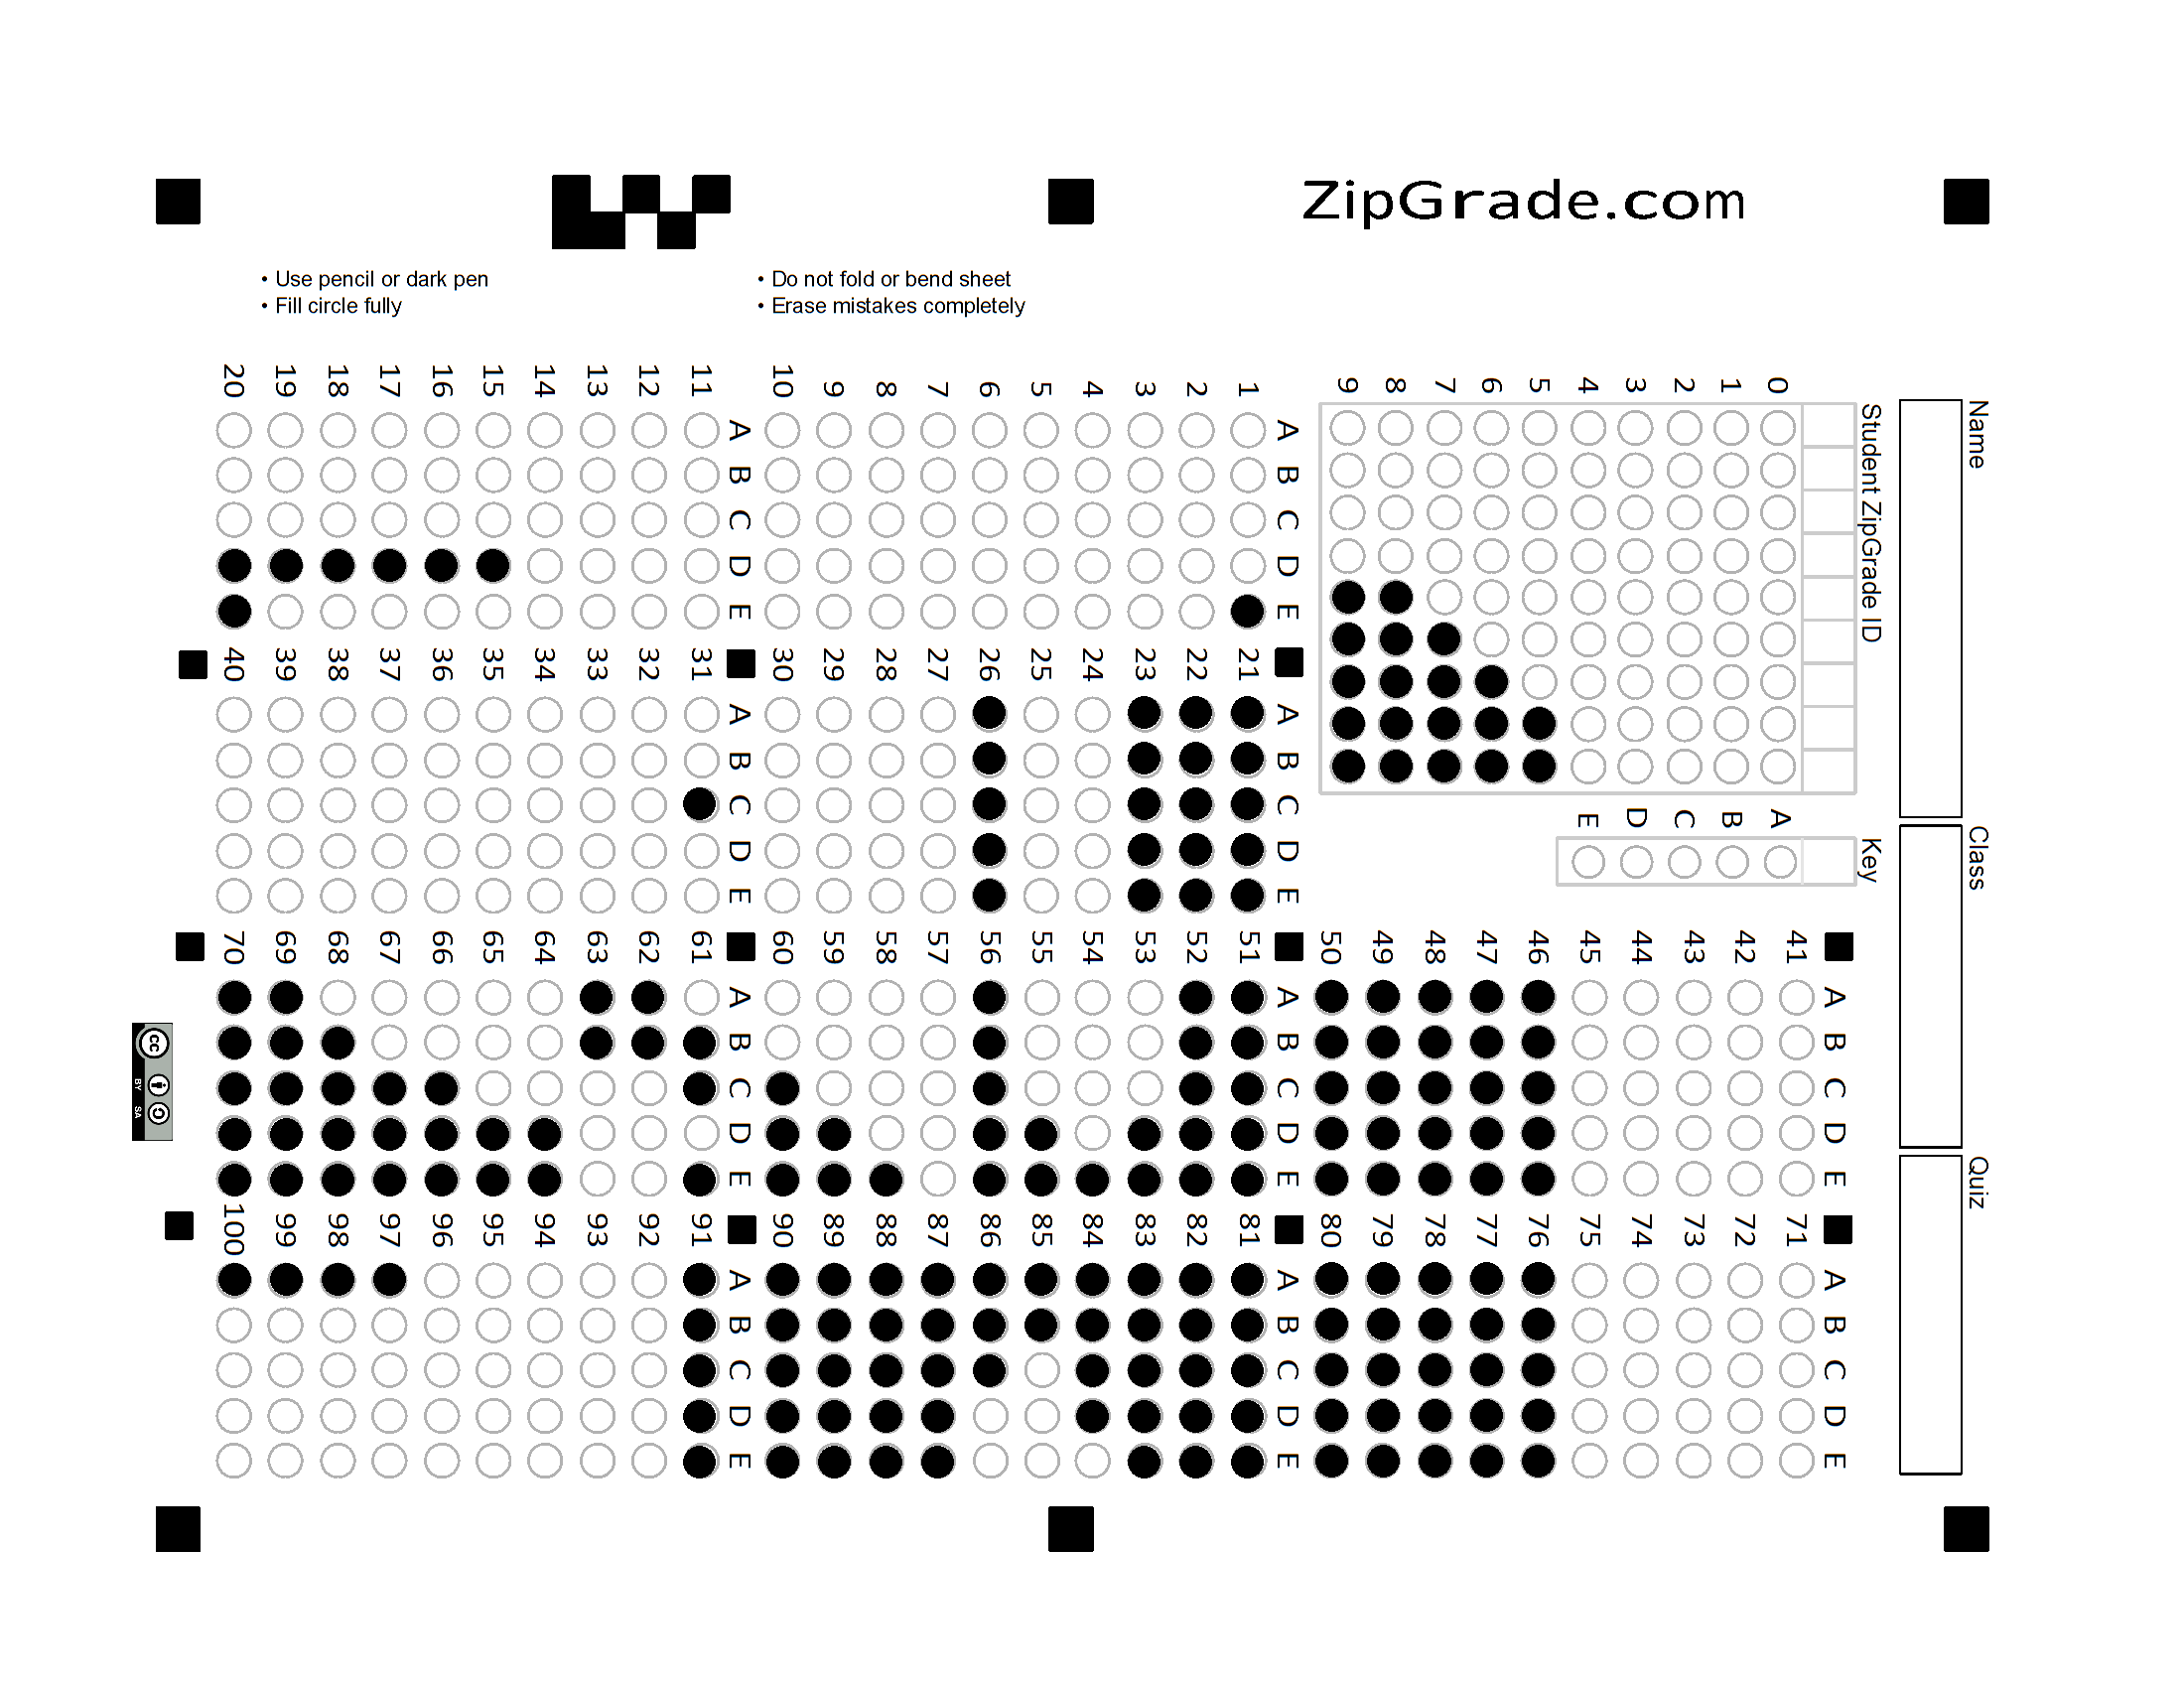 ZipGrade.com
• Use pencil or dark pen
• Fill circle fully
• Do not fold or bend sheet
• Erase mistakes completely
Name
Class
Quiz
Student ZipGrade ID
0 1 2 3 4 5 6 7 8 9
Key
A B C D E
1 2 3 4 5 6 7 8 9 10
A B C D E
11 12 13 14 15 16 17 18 19 20
A B C D E
21 22 23 24 25 26 27 28 29 30
A B C D E
31 32 33 34 35 36 37 38 39 40
A B C D E
41 42 43 44 45 46 47 48 49 50
A B C D E
51 52 53 54 55 56 57 58 59 60
A B C D E
61 62 63 64 65 66 67 68 69 70
A B C D E
71 72 73 74 75 76 77 78 79 80
A B C D E
81 82 83 84 85 86 87 88 89 90
A B C D E
91 92 93 94 95 96 97 98 99 100
A B C D E
cc
BY SA